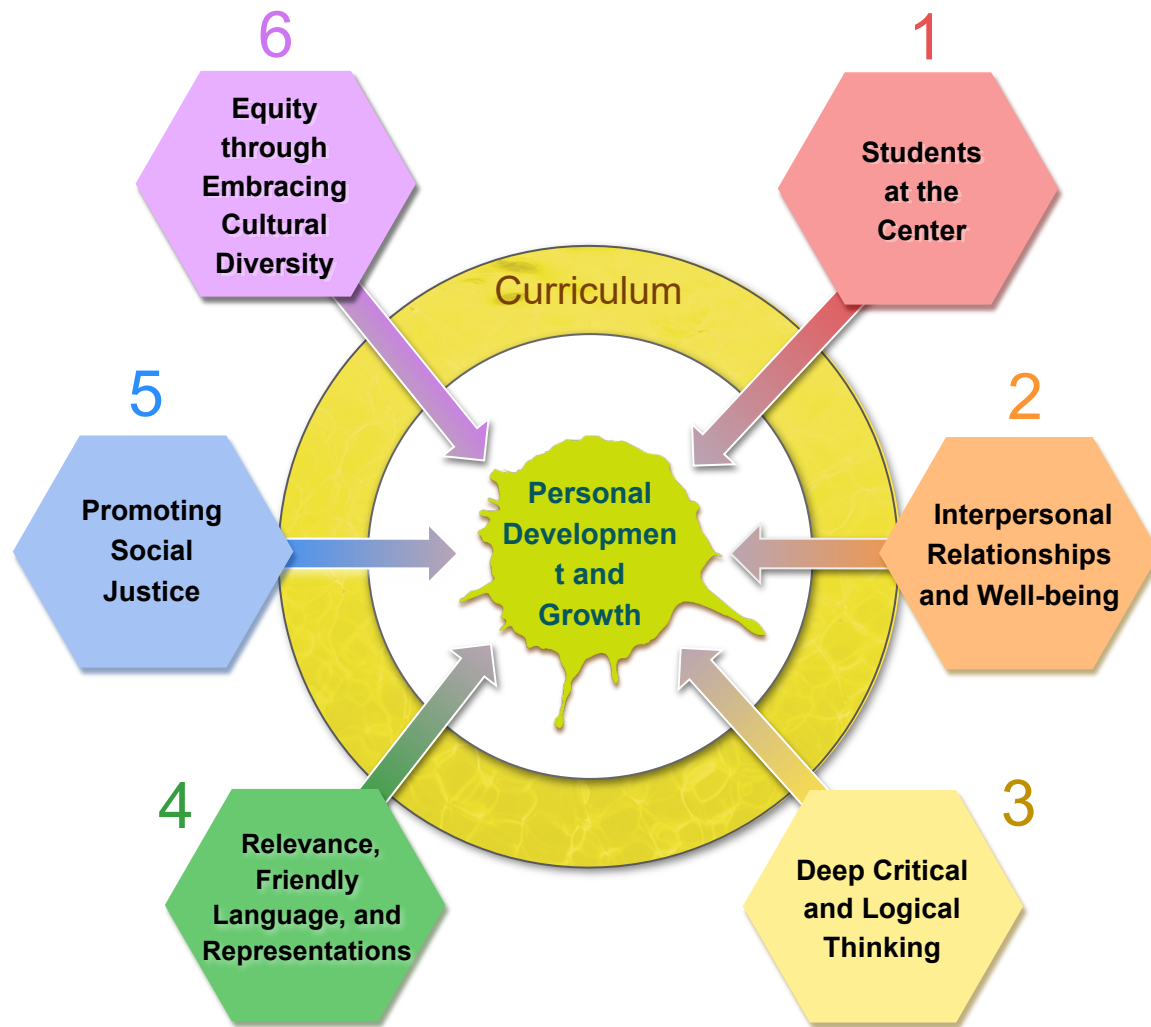 6
Equity
through
Embracing
Cultural
Diversity
1
Students
at the
Center
Curriculum
5
Promoting
Social
Justice
Personal
Developmen
t and
Growth
2
Interpersonal
Relationships
and Well-being
4
Relevance,
Friendly
Language, and
Representations
3
Deep Critical
and Logical
Thinking